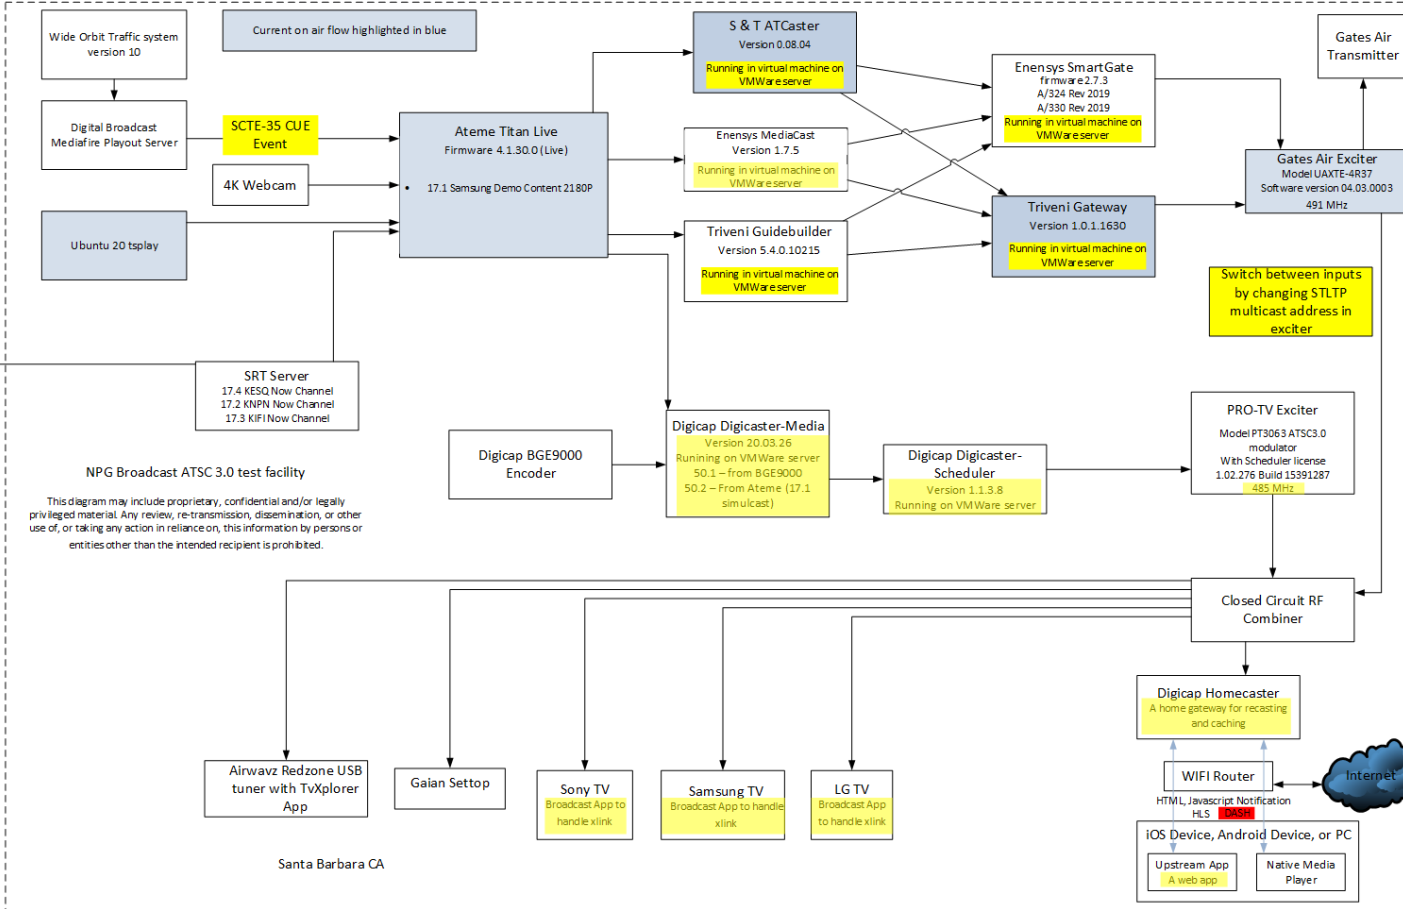 Wide Orbit Traffic system
version 10
Current on air flow highlighted in blue
S & T ATCaster
Version 0.08.04
Running in virtual machine on
VMWare server
Gates Air
Transmitter
Enensys SmartGate
firmware 2.7.3
A/324 Rev 2019
A/330 Rev 2019
Running in virtual machine on
VMWare server
Digital Broadcast
Mediafire Playout Server
SCTE-35 CUE
Event
Ateme Titan Live
Firmware 4.1.30.0 (Live)
• 17.1 Samsung Demo Content 2180P
Enensys MediaCast
Version 1.7.5
Running in virtual machine on
VMWare server
4K Webcam
Gates Air Exciter
Model UAXTE-4R37
Software version 04.03.0003
491 MHz
Ubuntu 20 tsplay
Triveni Guidebuilder
Version 5.4.0.10215
Running in virtual machine on
VMWare server
Triveni Gateway
Version 1.0.1.1630
Running in virtual machine on
VMWare server
Switch between inputs
by changing STLTP
multicast address in
exciter
SRT Server
17.4 KESQ Now Channel
17.2 KNPN Now Channel
17.3 KIFI Now Channel
NPG Broadcast ATSC 3.0 test facility
This diagram may include proprietary, confidential and/or legally
privileged material. Any review, re-transmission, dissemination, or other
use of, or taking any action in reliance on, this information by persons or
entities other than the intended recipient is prohibited.
Digicap BGE9000
Encoder
Digicap Digicaster-Media
Version 20.03.26
Runining on VMWare server
50.1 – from BGE9000
50.2 – From Ateme (17.1
simulcast)
Digicap Digicaster-
Scheduler
Version 1.1.3.8
Running on VMWare server
PRO-TV Exciter
Model PT3063 ATSC3.0
modulator
With Scheduler license
1.02.276 Build 15391287
485 MHz
Closed Circuit RF
Combiner
Digicap Homecaster
A home gateway for recasting
and caching
Airwavz Redzone USB
tuner with TvXplorer
App
Gaian Settop
Sony TV
Broadcast App to
handle xlink
Samsung TV
Broadcast App to handle
xlink
LG TV
Broadcast App
to handle xlink
WIFI Router
Internet
HTML, Javascript Notification
HLS DASH
iOS Device, Android Device, or PC
Upstream App
A web app
Native Media
Player
Santa Barbara CA